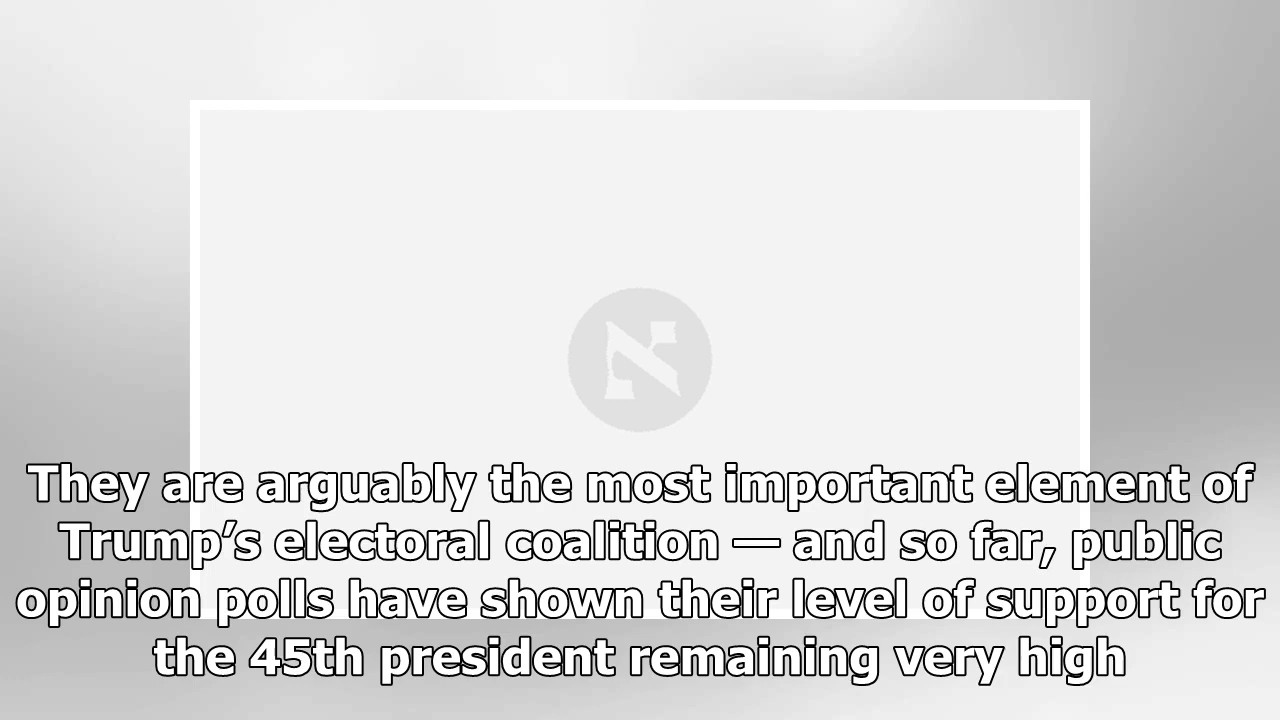 א
They are arguably the most important element of
Trump’s electoral coalition — and so far, public
opinion polls have shown their level of support for
the 45th president remaining very high